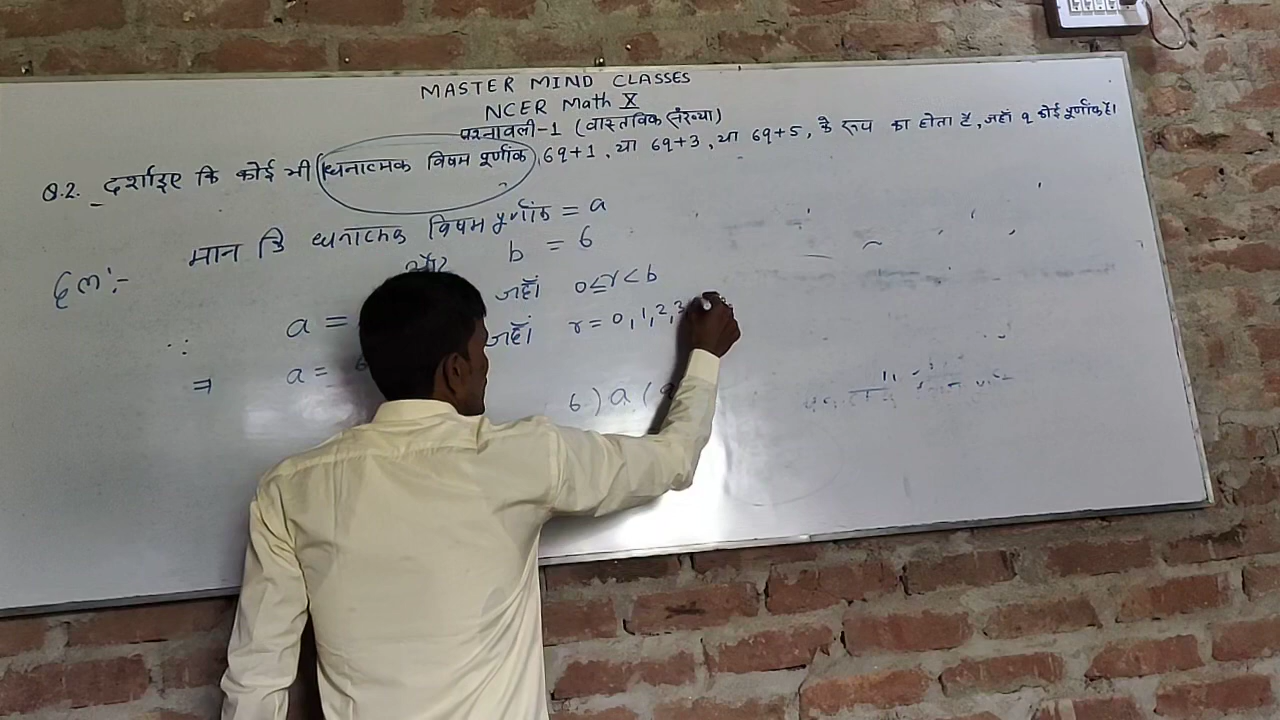 MASTER MIND CLASSES
NCER Math X
प्रश्नावली-1 (वास्तविक संख्या)
Q.2. दर्शाइए कि कोई भी (धनात्मक विषम पूर्णांक) 6q+1, या 6q+3, या 6q+5, के रूप का होता है, जहाँ q कोई पूर्णांक है।
हल:- मान कि धनात्मक विषम पूर्णांक = a
और b = 6
∴ a = जहाँ 0≤r<b
⇒ a = 6 जहाँ r = 0,1,2,3
6) a (q